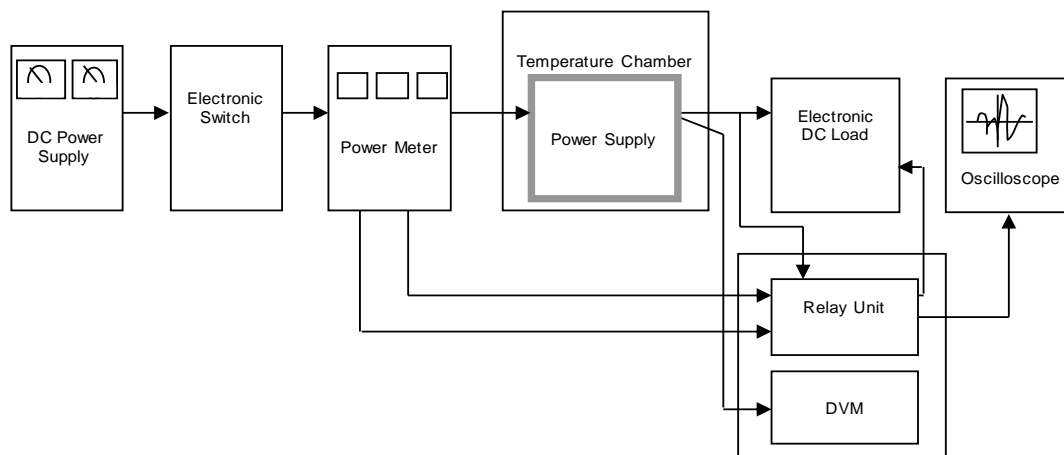 DC Power
Supply
Electronic
Switch
Power Meter
Temperature Chamber
Power Supply
Electronic
DC Load
Oscilloscope
Relay Unit
DVM